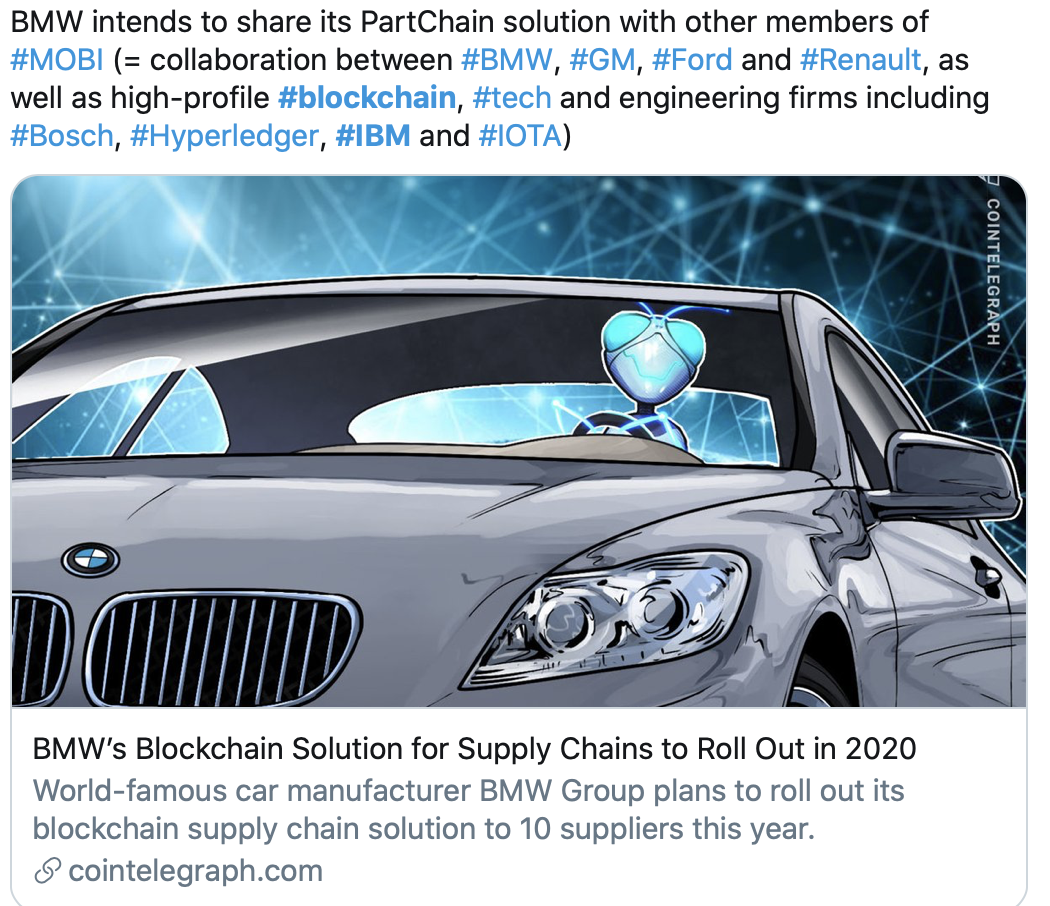 BMW intends to share its PartChain solution with other members of
#MOBI (= collaboration between #BMW, #GM, #Ford and #Renault, as
well as high-profile #blockchain, #tech and engineering firms including
#Bosch, #Hyperledger, #IBM and #IOTA)
COINTELEGRAPH
BMW’s Blockchain Solution for Supply Chains to Roll Out in 2020
World-famous car manufacturer BMW Group plans to roll out its
blockchain supply chain solution to 10 suppliers this year.
cointelegraph.com